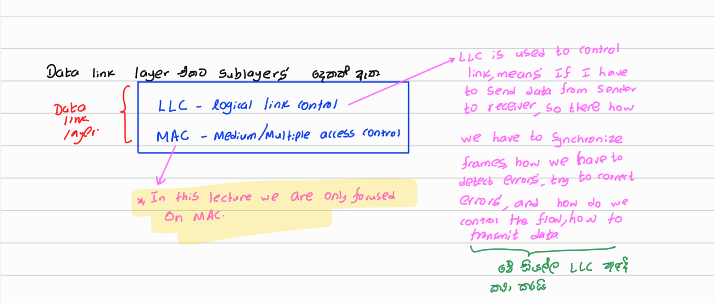 Data link layer එකට sublayers දෙකක් ඇත
Data
link
layer
LLC - logical link control
MAC - Medium/Multiple access control
* In this lecture we are only focused
on MAC.
LLC is used to control
link, means If I have
to send data from sender
to receiver, so there how
we have to synchronize
frames, how we have to
detect errors, try to correct
errors, and how do we
control the flow, how to
transmit data
මේ සියල්ල LLC අපි
කරයි